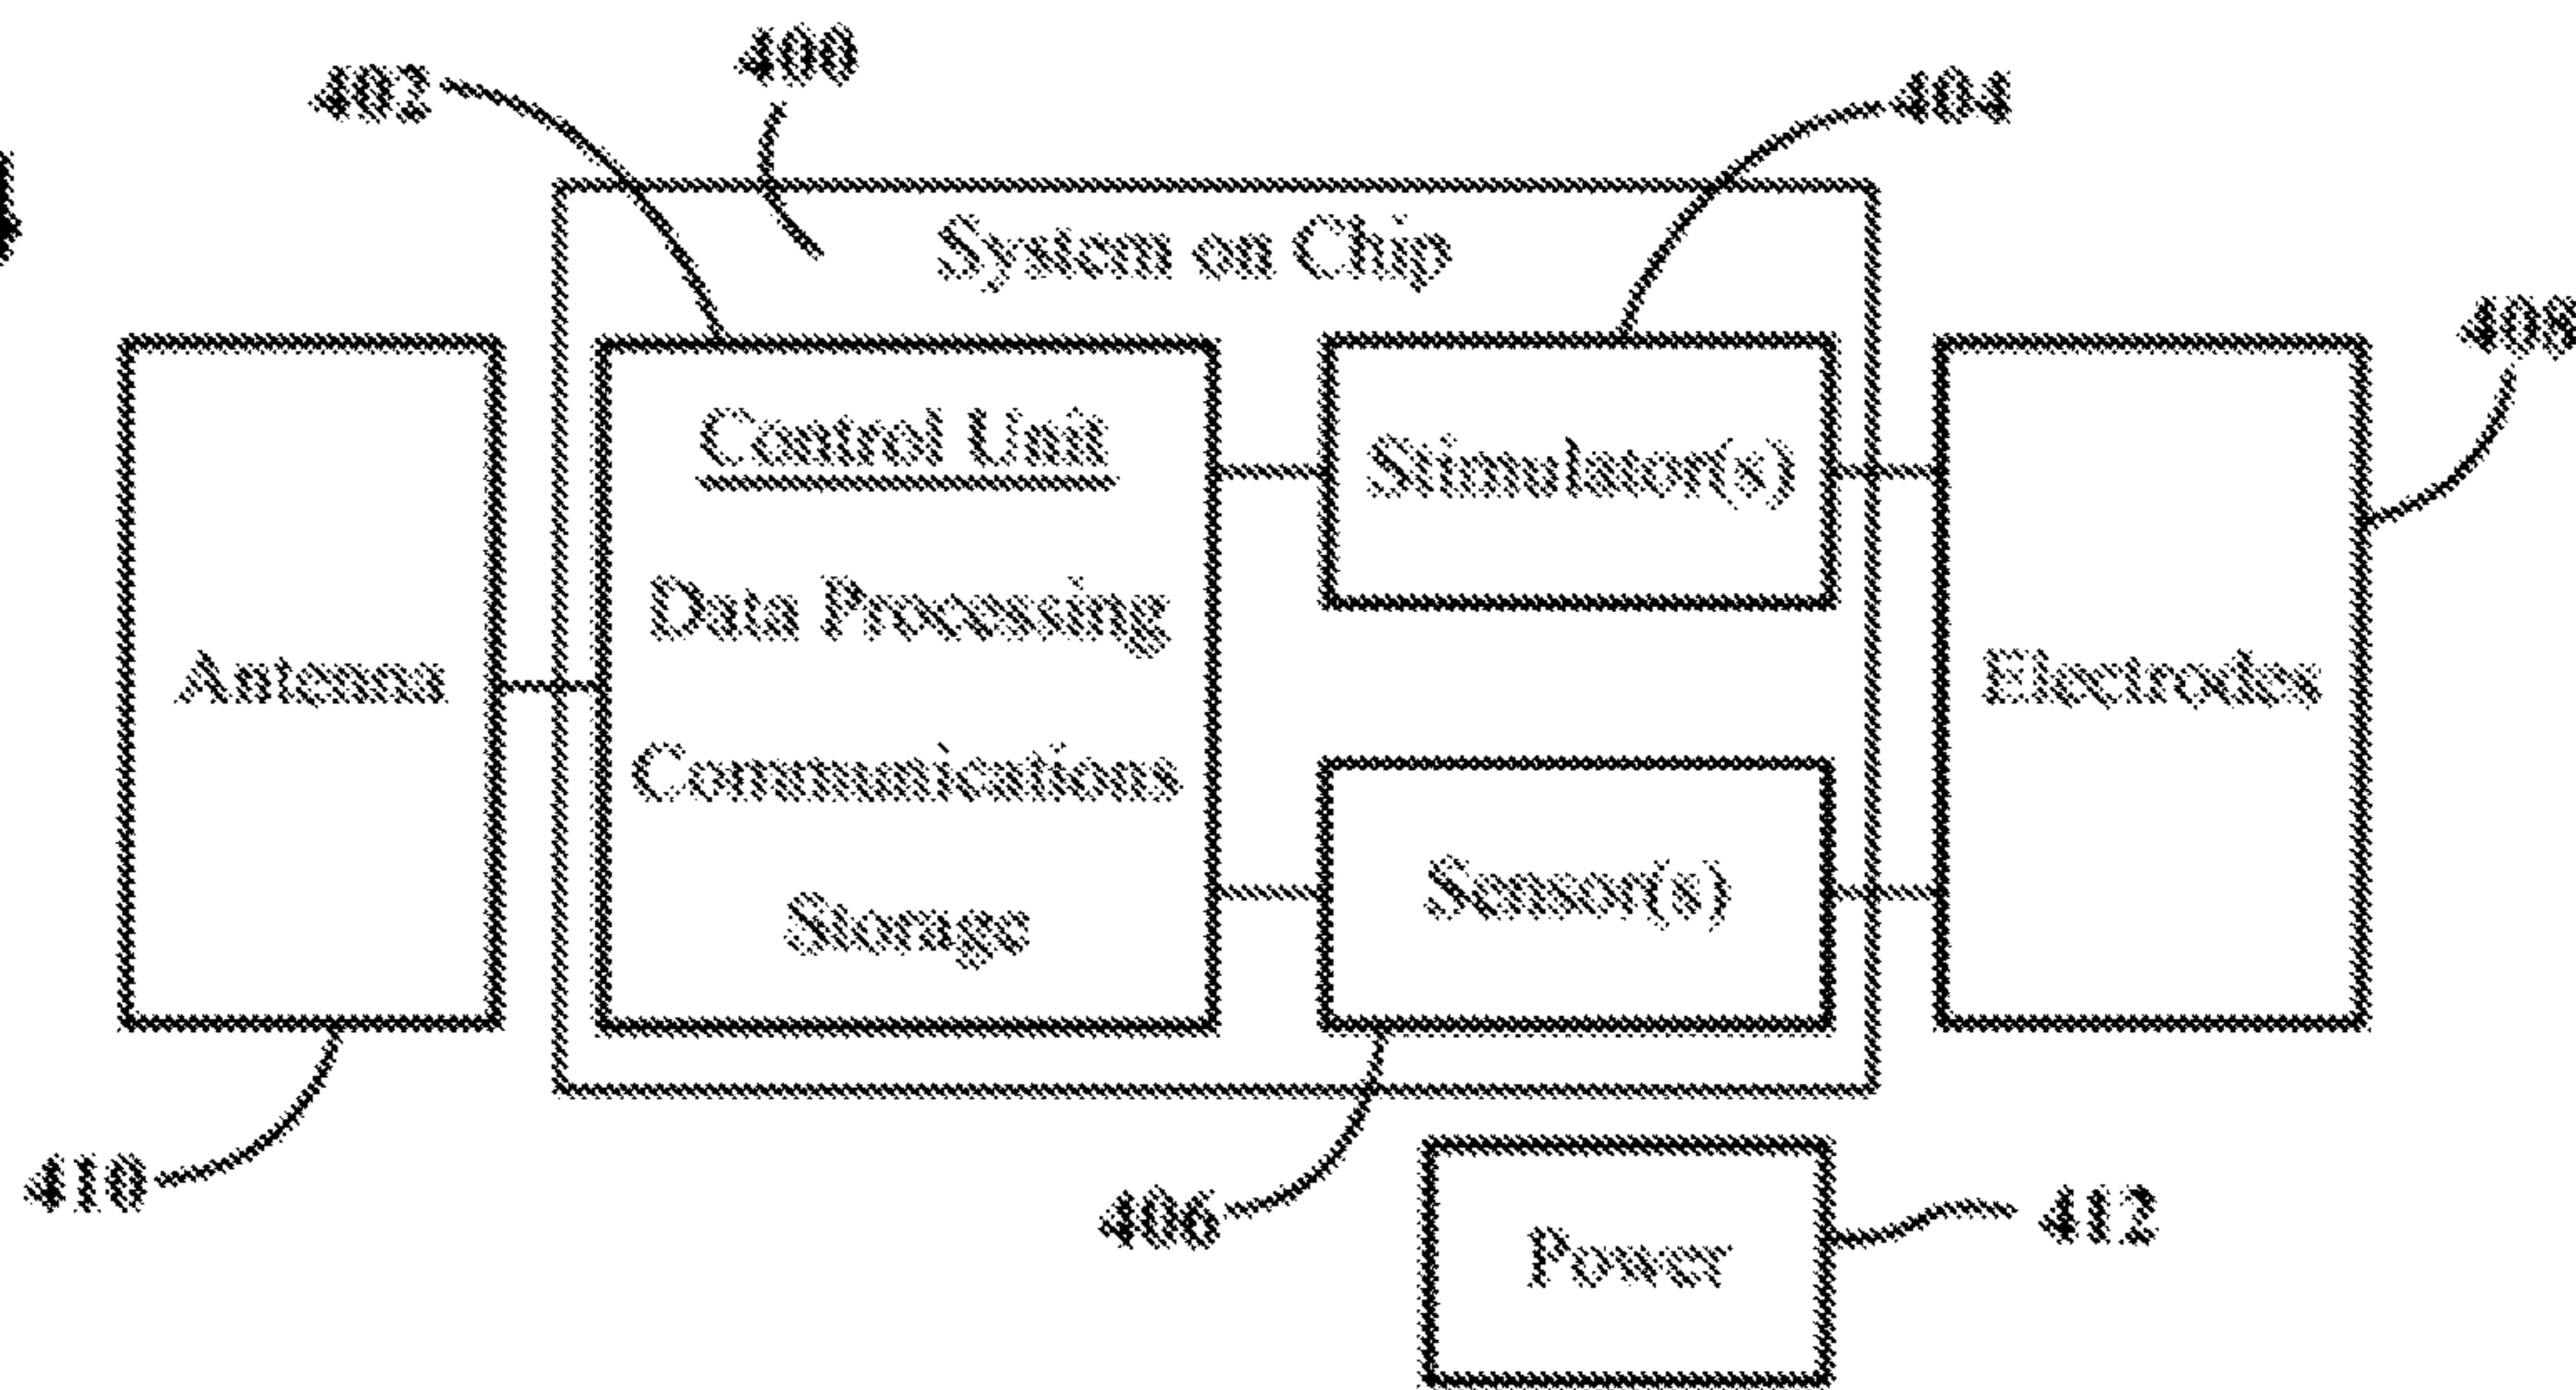 400
402
404
System on Chip
408
Control Unit
Stimulator(s)
Data Processing
Antenna
Electrodes
Communications
Sensor(s)
Storage
410
406
412
Power